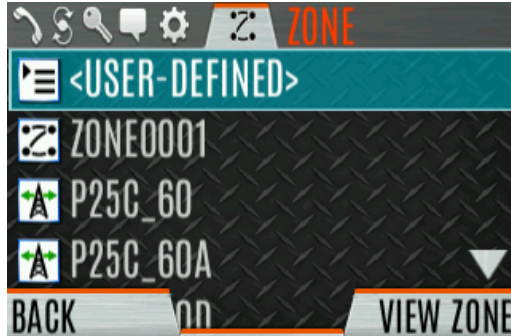 ZONE
<USER-DEFINED>
ZONE0001
P25C_60
P25C_60A
BACK
VIEW ZONE